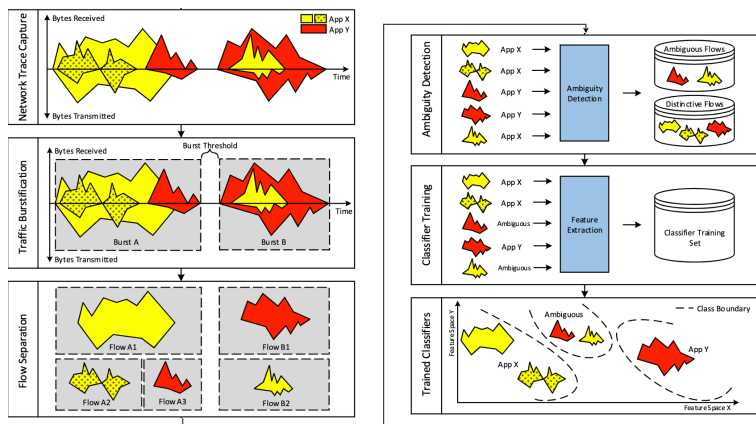 Network Trace Capture
Bytes Received
App X
App Y
Time
Bytes Transmitted
Traffic Burstification
Bytes Received
Burst Threshold
Time
Burst A
Burst B
Bytes Transmitted
Flow Separation
Flow A1
Flow B1
Flow A2
Flow A3
Flow B2
Ambiguity Detection
App X
App X
App Y
App Y
App X
Ambiguity
Detection
Ambiguous Flows
Distinctive Flows
Classifier Training
App X
App X
Ambiguous
App Y
Ambiguous
Feature
Extraction
Classifier Training
Set
Trained Classifiers
Feature Space Y
Ambiguous
Class Boundary
App Y
App X
Feature Space X